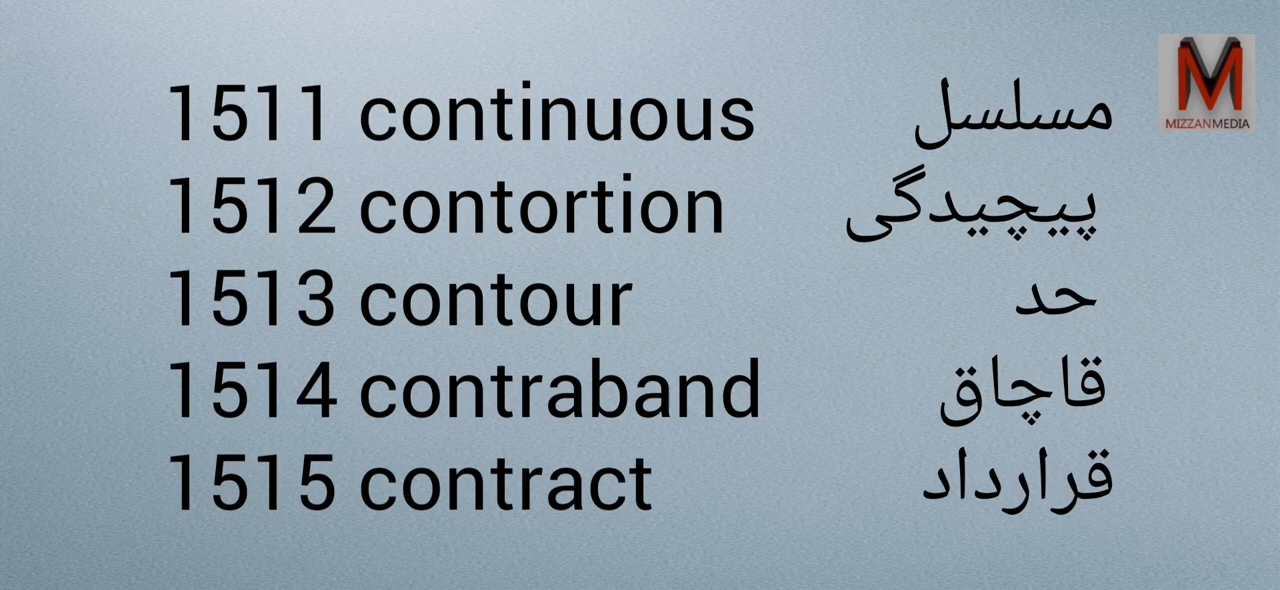 1511 continuous مسلسل
1512 contortion پیچیدگی
1513 contour حد
1514 contraband قاچاق
1515 contract قرارداد
MIZZANMEDIA